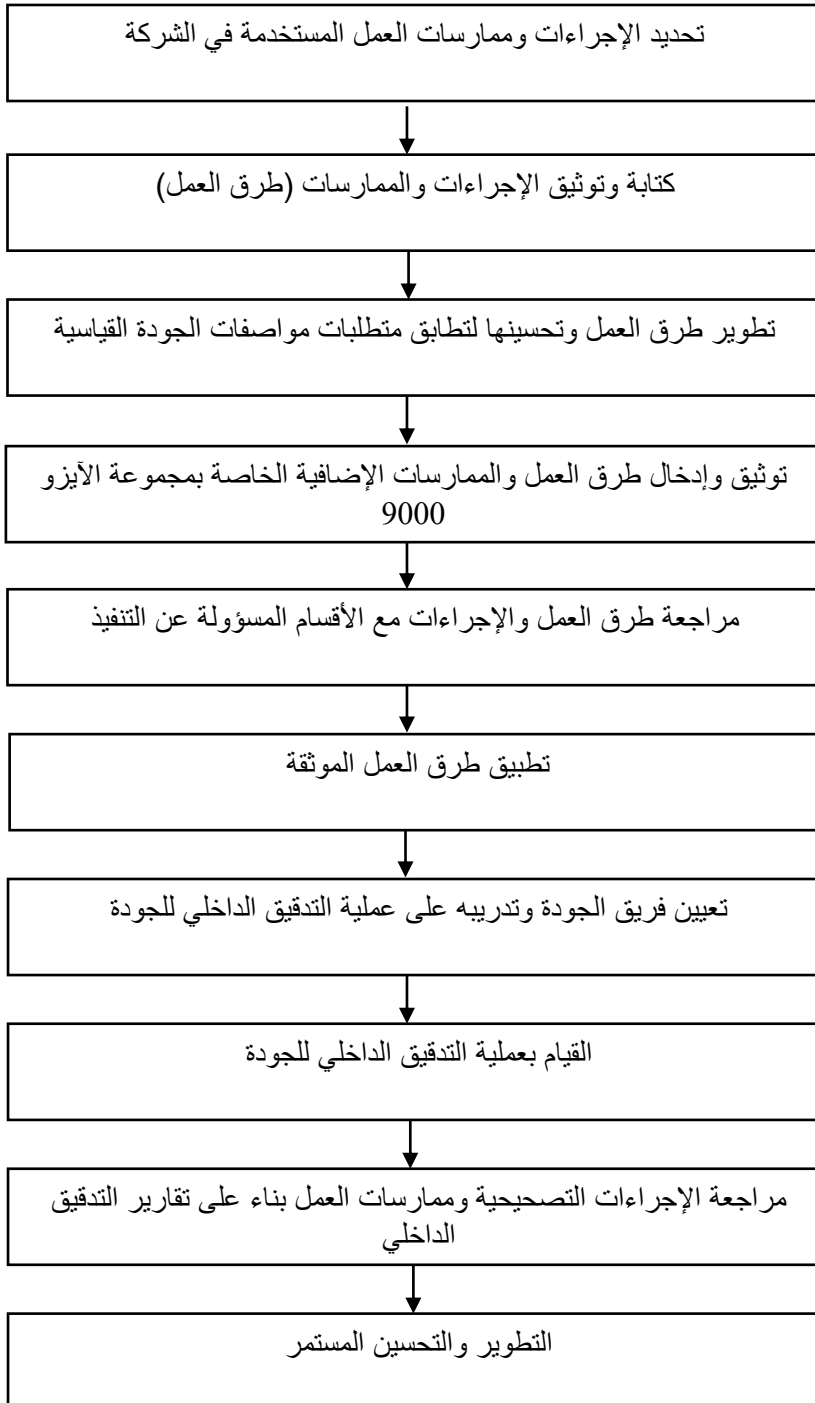 تحديد الإجراءات وممارسات العمل المستخدمة في الشركة
كتابة وتوثيق الإجراءات والممارسات (طرق العمل)
تطوير طرق العمل وتحسينها لتطابق متطلبات مواصفات الجودة القياسية
توثيق وإدخال طرق العمل والممارسات الإضافية الخاصة بمجموعة الآيزو
9000
مراجعة طرق العمل والإجراءات مع الأقسام المسؤولة عن التنفيذ
تطبيق طرق العمل الموثقة
تعيين فريق الجودة وتدريبه على عملية التدقيق الداخلي للجودة
القيام بعملية التدقيق الداخلي للجودة
مراجعة الإجراءات التصحيحية وممارسات العمل بناء على تقارير التدقيق
الداخلي
التطوير والتحسين المستمر